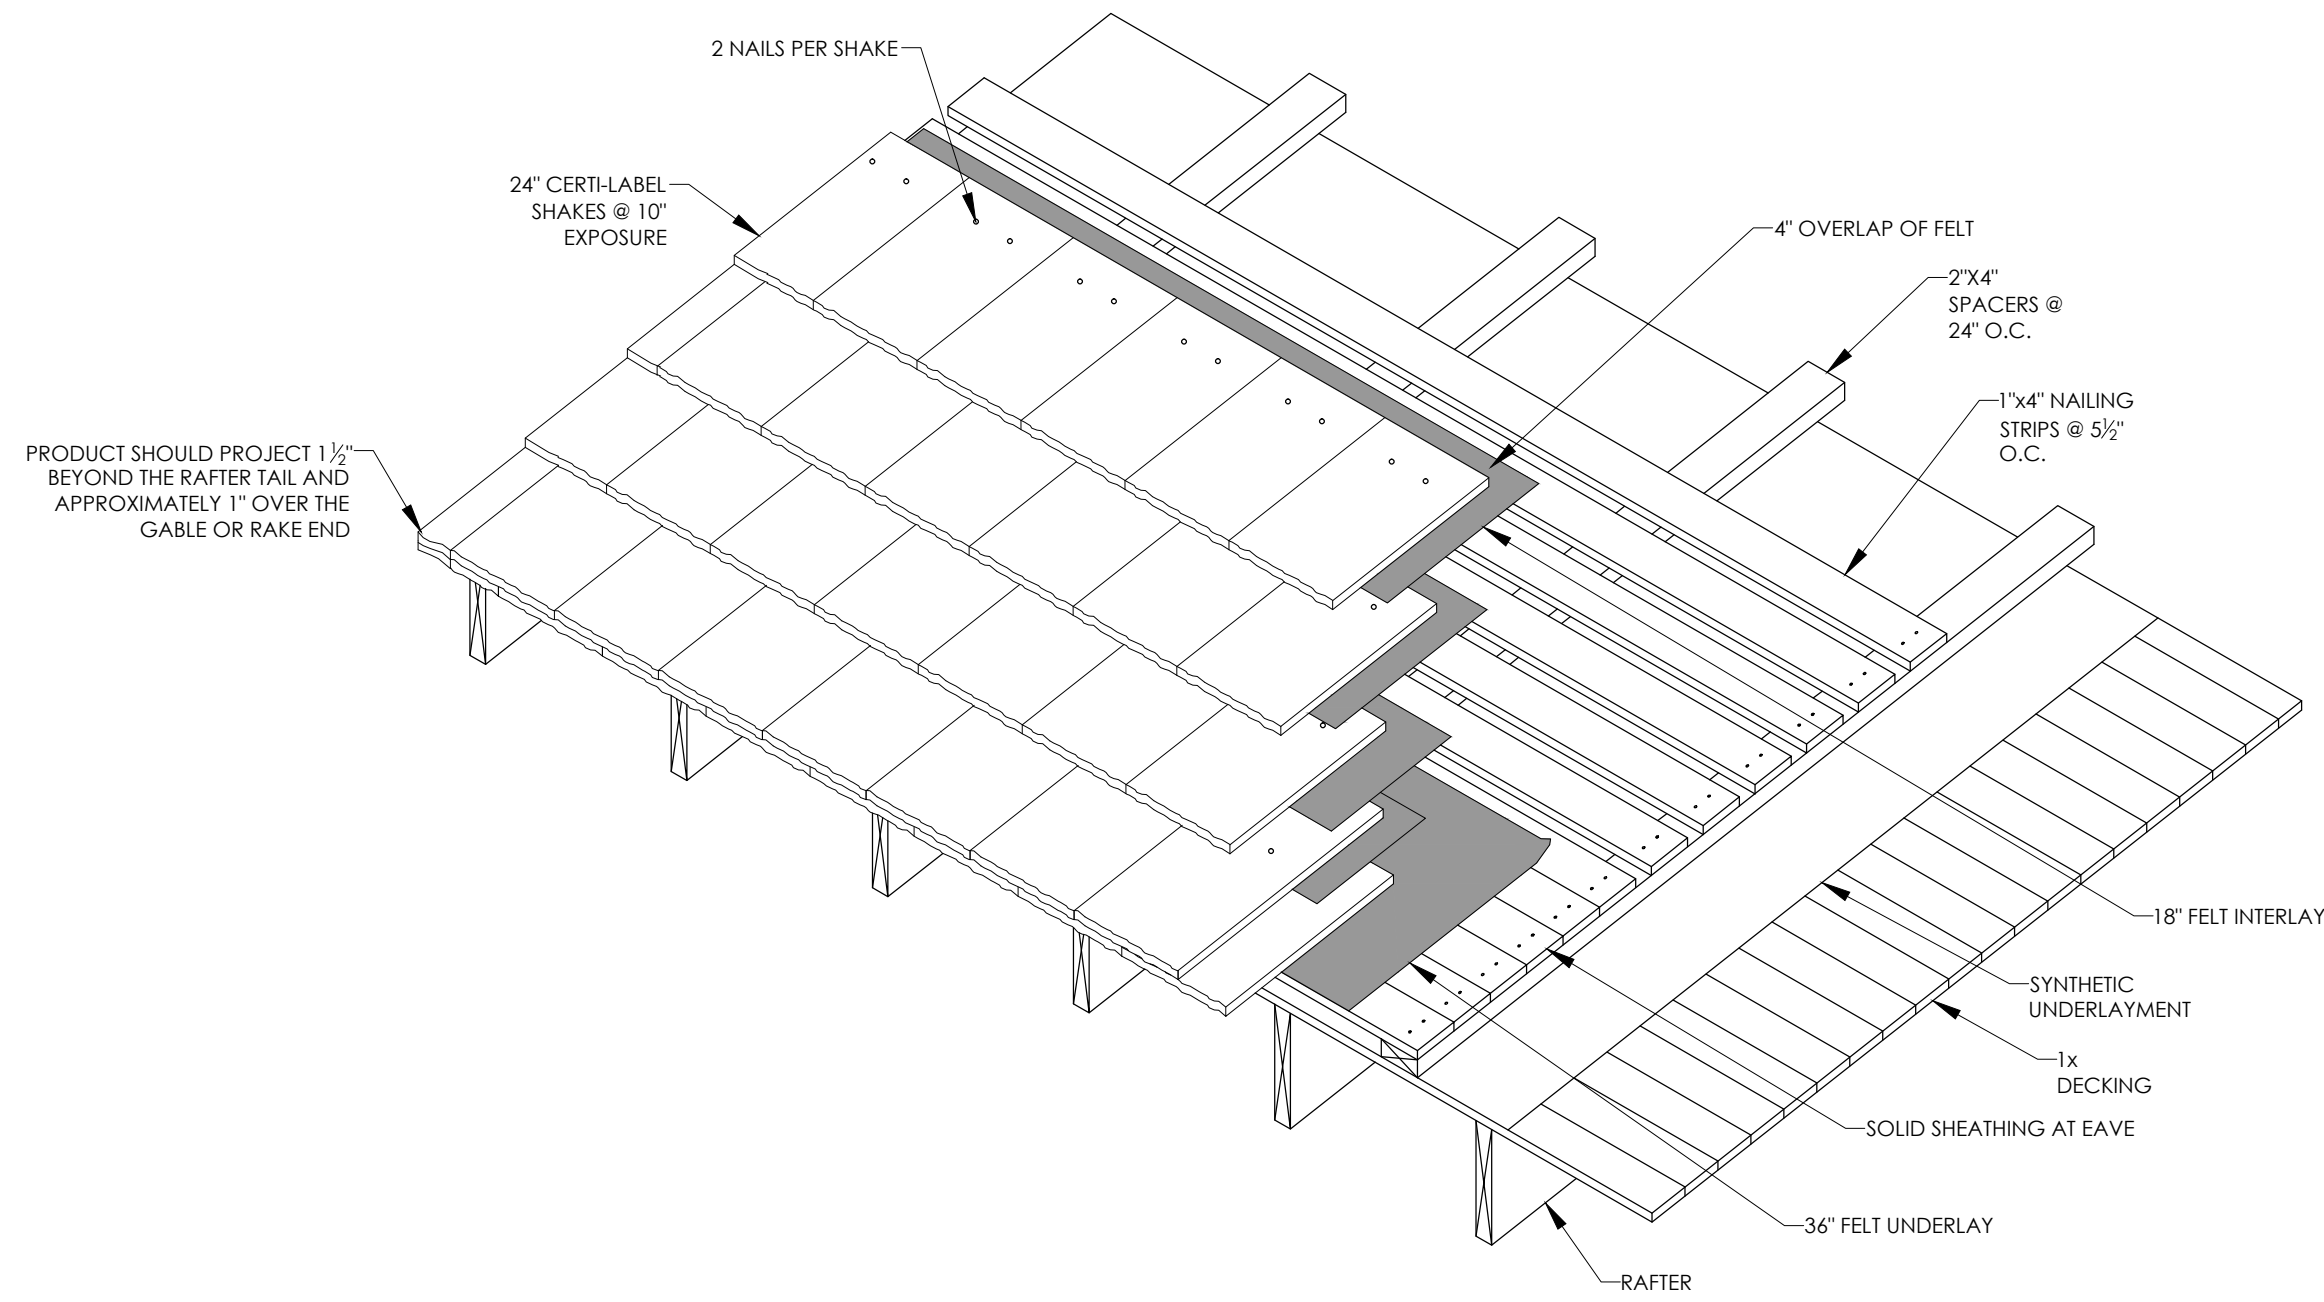 2 NAILS PER SHAKE
24" CERTI-LABEL
SHAKES @ 10"
EXPOSURE
PRODUCT SHOULD PROJECT 1½"
BEYOND THE RAFTER TAIL AND
APPROXIMATELY 1" OVER THE
GABLE OR RAKE END
4" OVERLAP OF FELT
2"X4"
SPACERS @
24" O.C.
1"x4" NAILING
STRIPS @ 5½"
O.C.
18" FELT INTERLAY
SYNTHETIC
UNDERLAYMENT
1x
DECKING
SOLID SHEATHING AT EAVE
36" FELT UNDERLAY
RAFTER